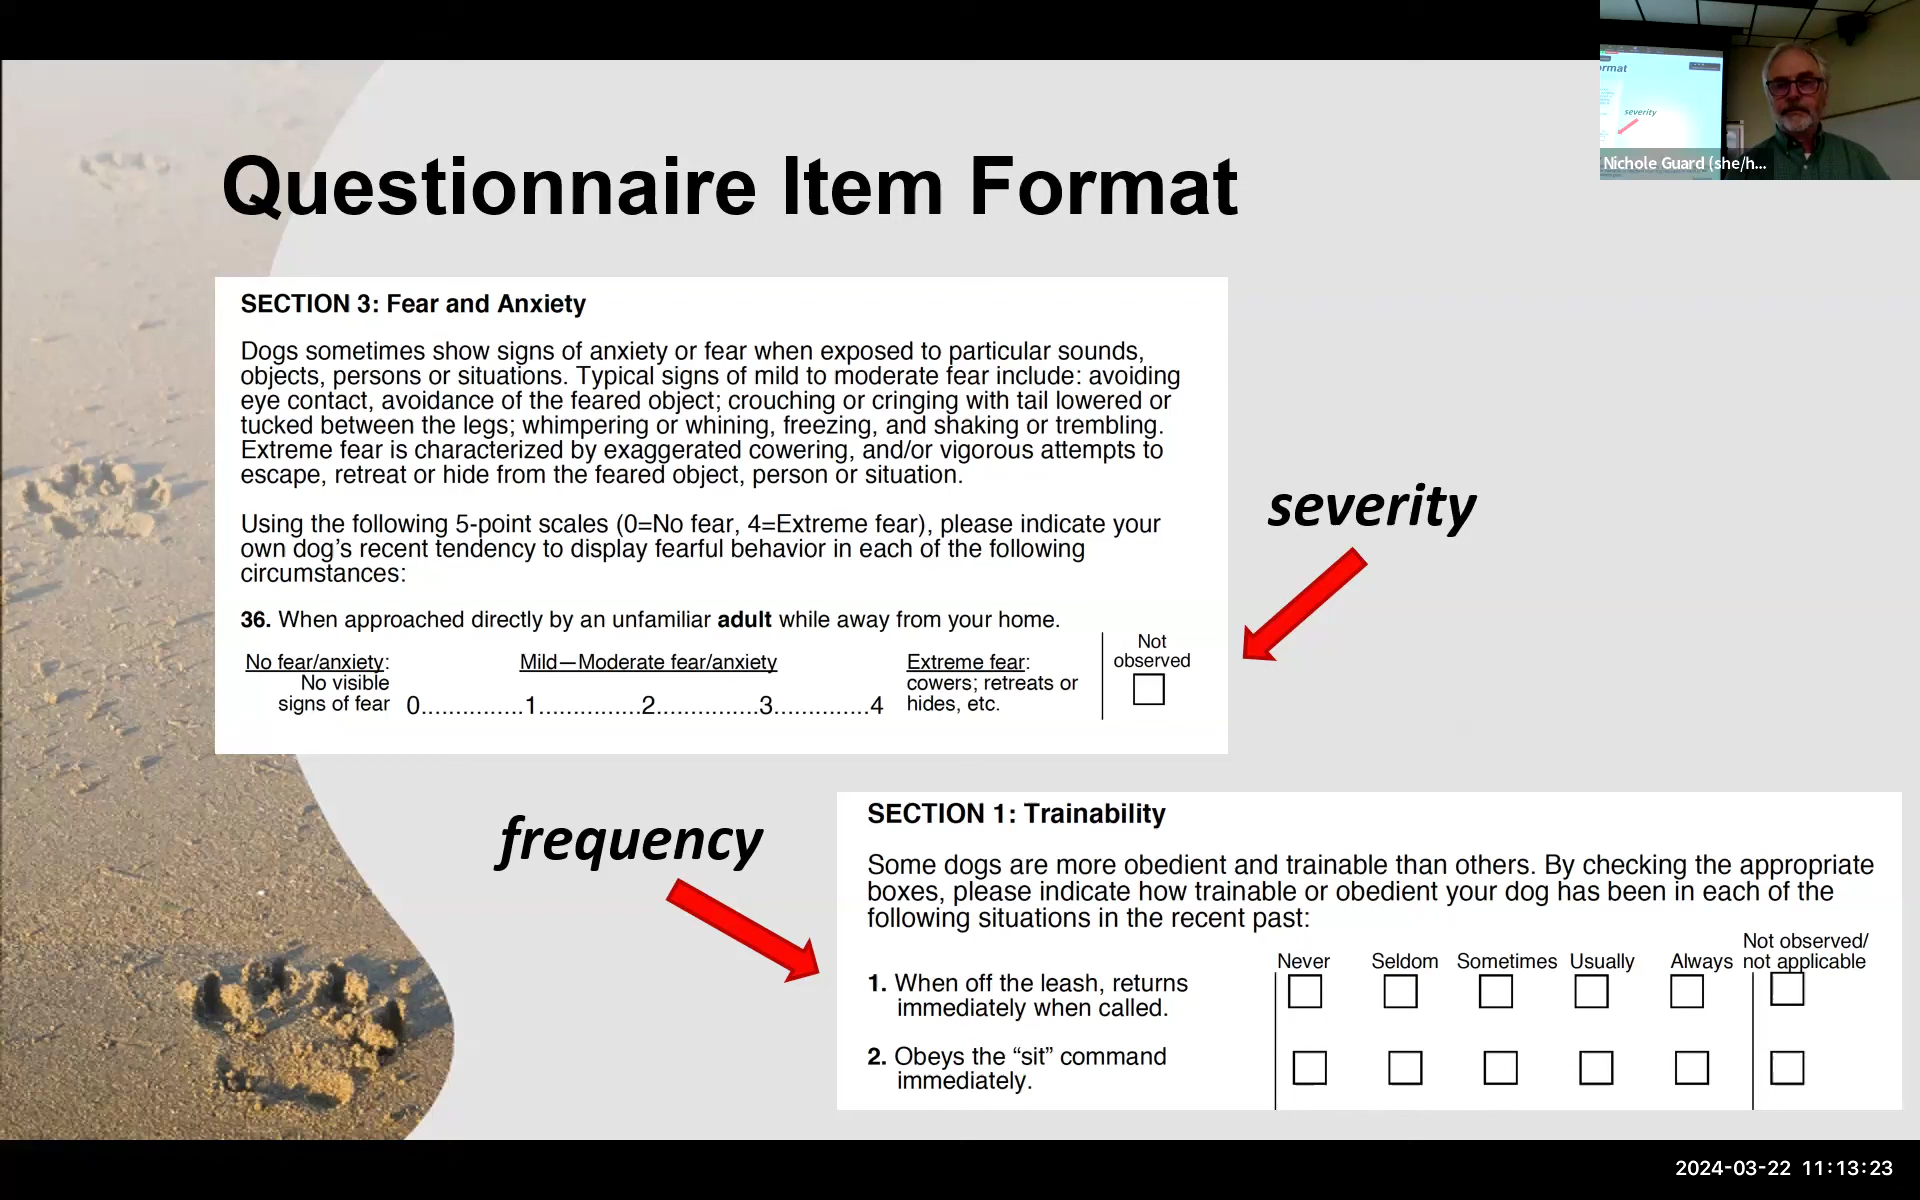 Questionnaire Item Format
ormat
severity
Nichole Guard (she/h...
SECTION 3: Fear and Anxiety
Dogs sometimes show signs of anxiety or fear when exposed to particular sounds,
objects, persons or situations. Typical signs of mild to moderate fear include: avoiding
eye contact, avoidance of the feared object; crouching or cringing with tail lowered or
tucked between the legs; whimpering or whining, freezing, and shaking or trembling.
Extreme fear is characterized by exaggerated cowering, and/or vigorous attempts to
escape, retreat or hide from the feared object, person or situation.
Using the following 5-point scales (0=No fear, 4=Extreme fear), please indicate your
own dog’s recent tendency to display fearful behavior in each of the following
circumstances:
36. When approached directly by an unfamiliar adult while away from your home.
No fear/anxiety:
No visible
signs of fear
Mild—Moderate fear/anxiety
0...............1...............2...............3..............4
Extreme fear:
cowers; retreats or
hides, etc.
Not
observed
severity
frequency
SECTION 1: Trainability
Some dogs are more obedient and trainable than others. By checking the appropriate
boxes, please indicate how trainable or obedient your dog has been in each of the
following situations in the recent past:
Never Seldom Sometimes Usually Always Not observed/
not applicable
1. When off the leash, returns
immediately when called.
2. Obeys the “sit” command
immediately.
2024-03-22 11:13:23